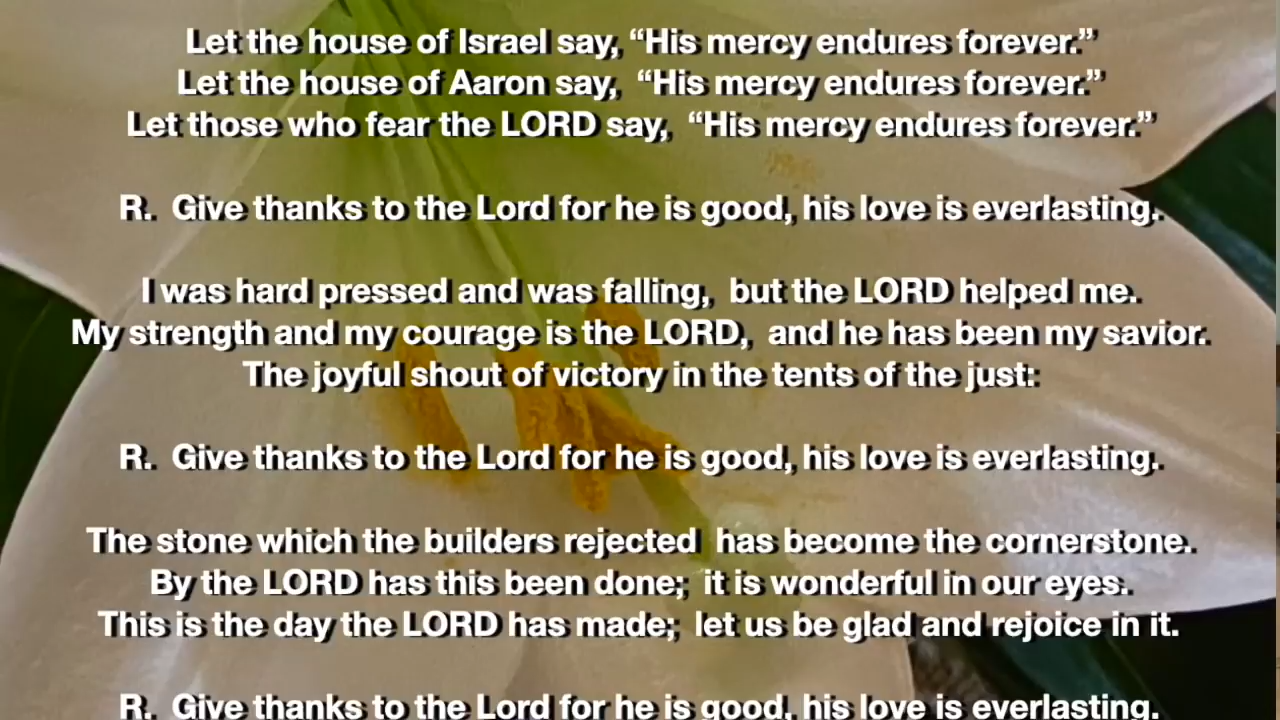 Let the house of Israel say, “His mercy endures forever.”
Let the house of Aaron say, “His mercy endures forever.”
Let those who fear the LORD say, “His mercy endures forever.”
R. Give thanks to the Lord for he is good, his love is everlasting.
I was hard pressed and was falling, but the LORD helped me.
My strength and my courage is the LORD, and he has been my savior.
The joyful shout of victory in the tents of the just:
R. Give thanks to the Lord for he is good, his love is everlasting.
The stone which the builders rejected has become the cornerstone.
By the LORD has this been done; it is wonderful in our eyes.
This is the day the LORD has made; let us be glad and rejoice in it.
R. Give thanks to the Lord for he is good, his love is everlasting.